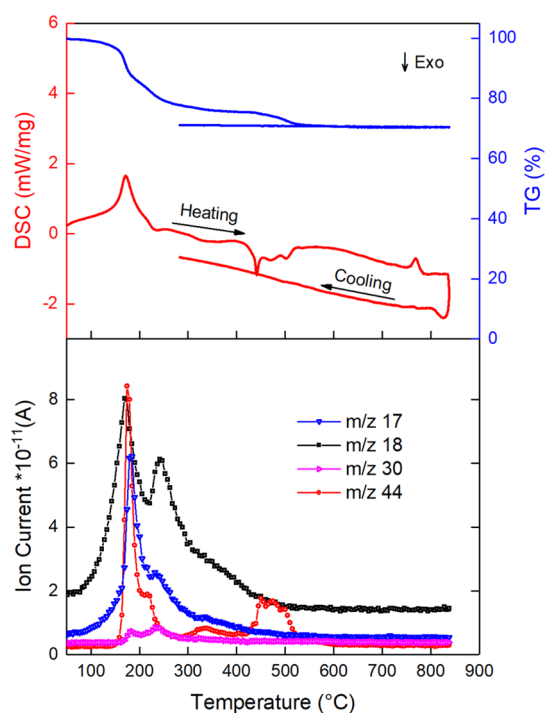 6
4
2
0
-2
DSC (mW/mg)
100
80
60
40
20
0
TG (%)
↓ Exo
Heating
Cooling
8
6
4
2
0
Ion Current *10-11(A)
m/z 17
m/z 18
m/z 30
m/z 44
100 200 300 400 500 600 700 800 900
Temperature (°C)